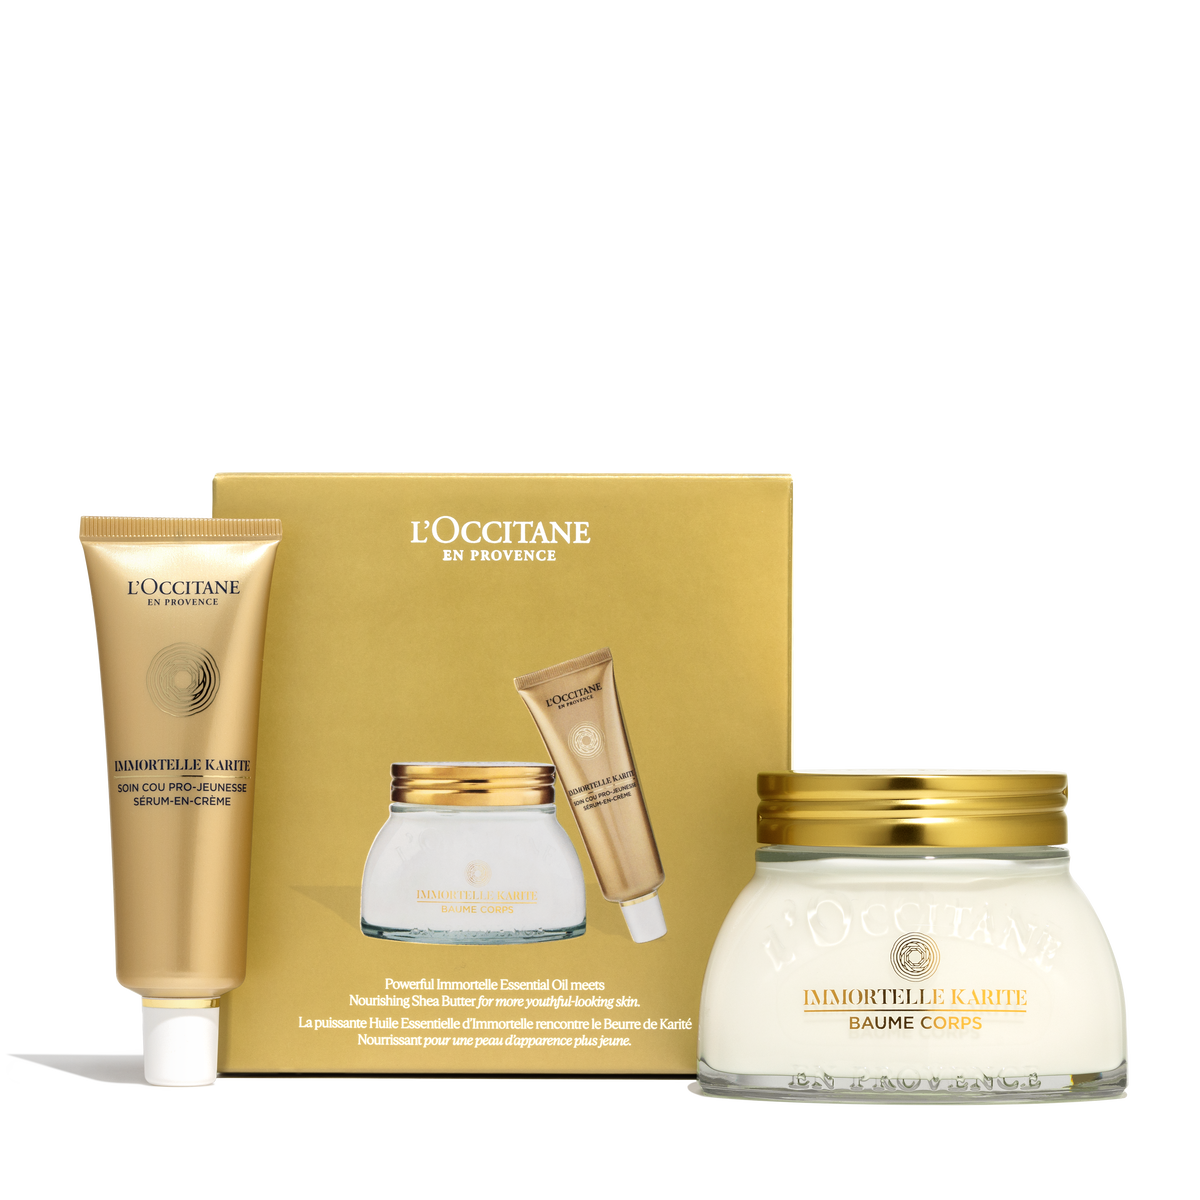 L'OCCITANE
EN PROVENCE
IMMORTELLE KARITE
SOIN COU PRO-JEUNESSE
SÉRUM-EN-CRÈME
L'OCCITANE
EN PROVENCE
L'OCCITANE
EN PROVENCE
IMMORTELLE KARITE
SOIN COU PRO-JEUNESSE
SÉRUM-EN-CRÈME
IMMORTELLE KARITE
BAUME CORPS
Powerful Immortelle Essential Oil meets
Nourishing Shea Butter for more youthful-looking skin.
La puissante Huile Essentielle d'Immortelle rencontre le Beurre de Karité
Nourrissant pour une peau d'apparence plus jeune.
L'OCCITANE
IMMORTELLE KARITE
BAUME CORPS
EN PROVENCE